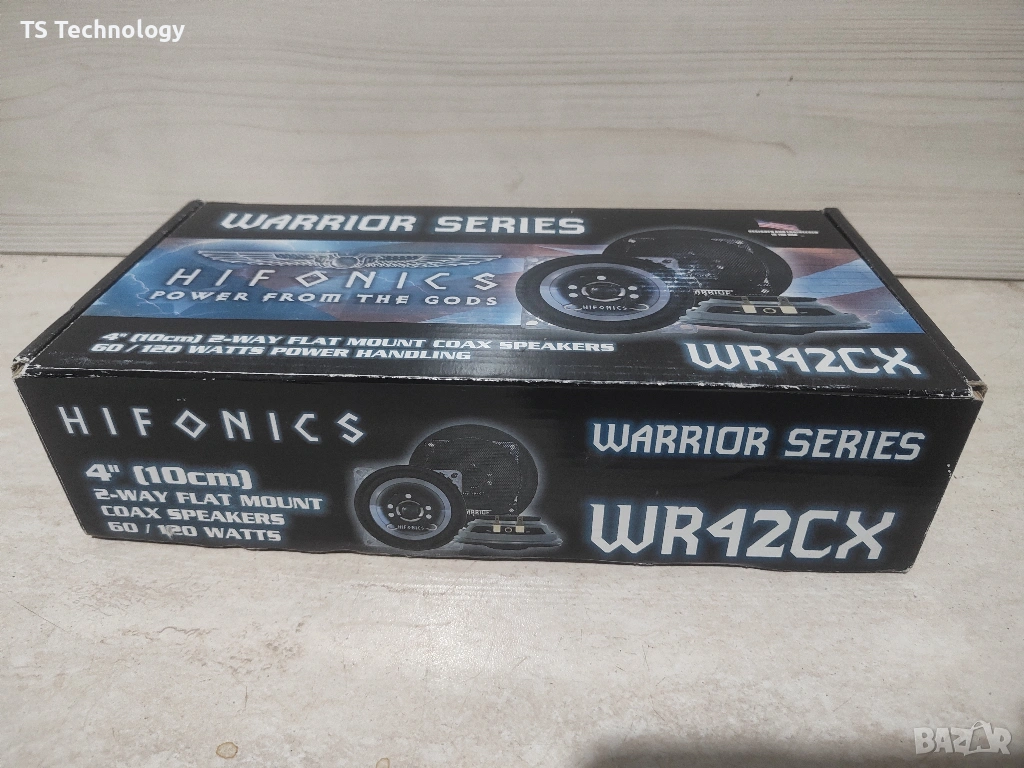 TS Technology
WARRIOR SERIES
HIFONICS
POWER FROM THE GODS
HIFONICS
4" (10cm) 2-WAY FLAT MOUNT COAX SPEAKERS
60 / 120 WATTS POWER HANDLING
WR42CX
HIFONICS
WARRIOR SERIES
4" (10cm)
2-WAY FLAT MOUNT
COAX SPEAKERS
60 / 120 WATTS
HIFONICS
WR42CX
BAZAR